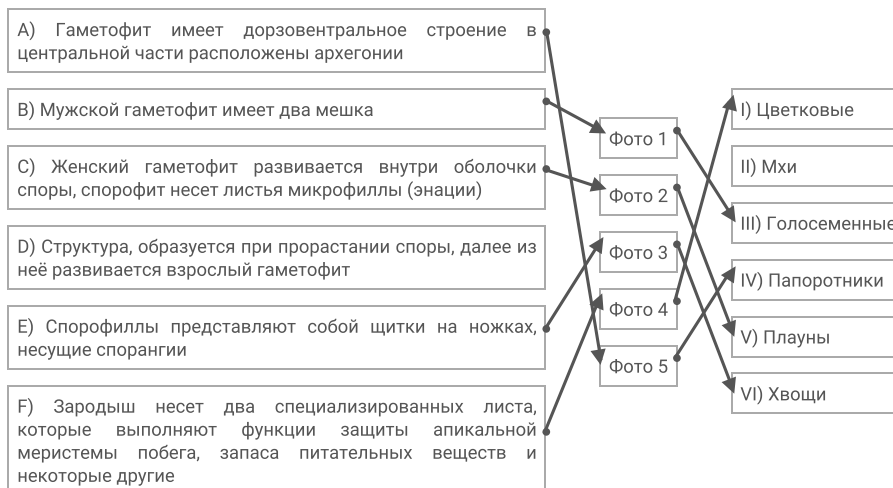 A) Гаметофит имеет дорзовентральное строение в
центральной части расположены архегонии
B) Мужской гаметофит имеет два мешка
C) Женский гаметофит развивается внутри оболочки
споры, спорофит несет листья микрофиллы (энации)
D) Структура, образуется при прорастании споры, далее из
неё развивается взрослый гаметофит
E) Спорофиллы представляют собой щитки на ножках,
несущие спорангии
F) Зародыш несет два специализированных листа,
которые выполняют функции защиты апикальной
меристемы побега, запаса питательных веществ и
некоторые другие
Фото 1
Фото 2
Фото 3
Фото 4
Фото 5
I) Цветковые
II) Мхи
III) Голосеменные
IV) Папоротники
V) Плауны
VI) Хвощи